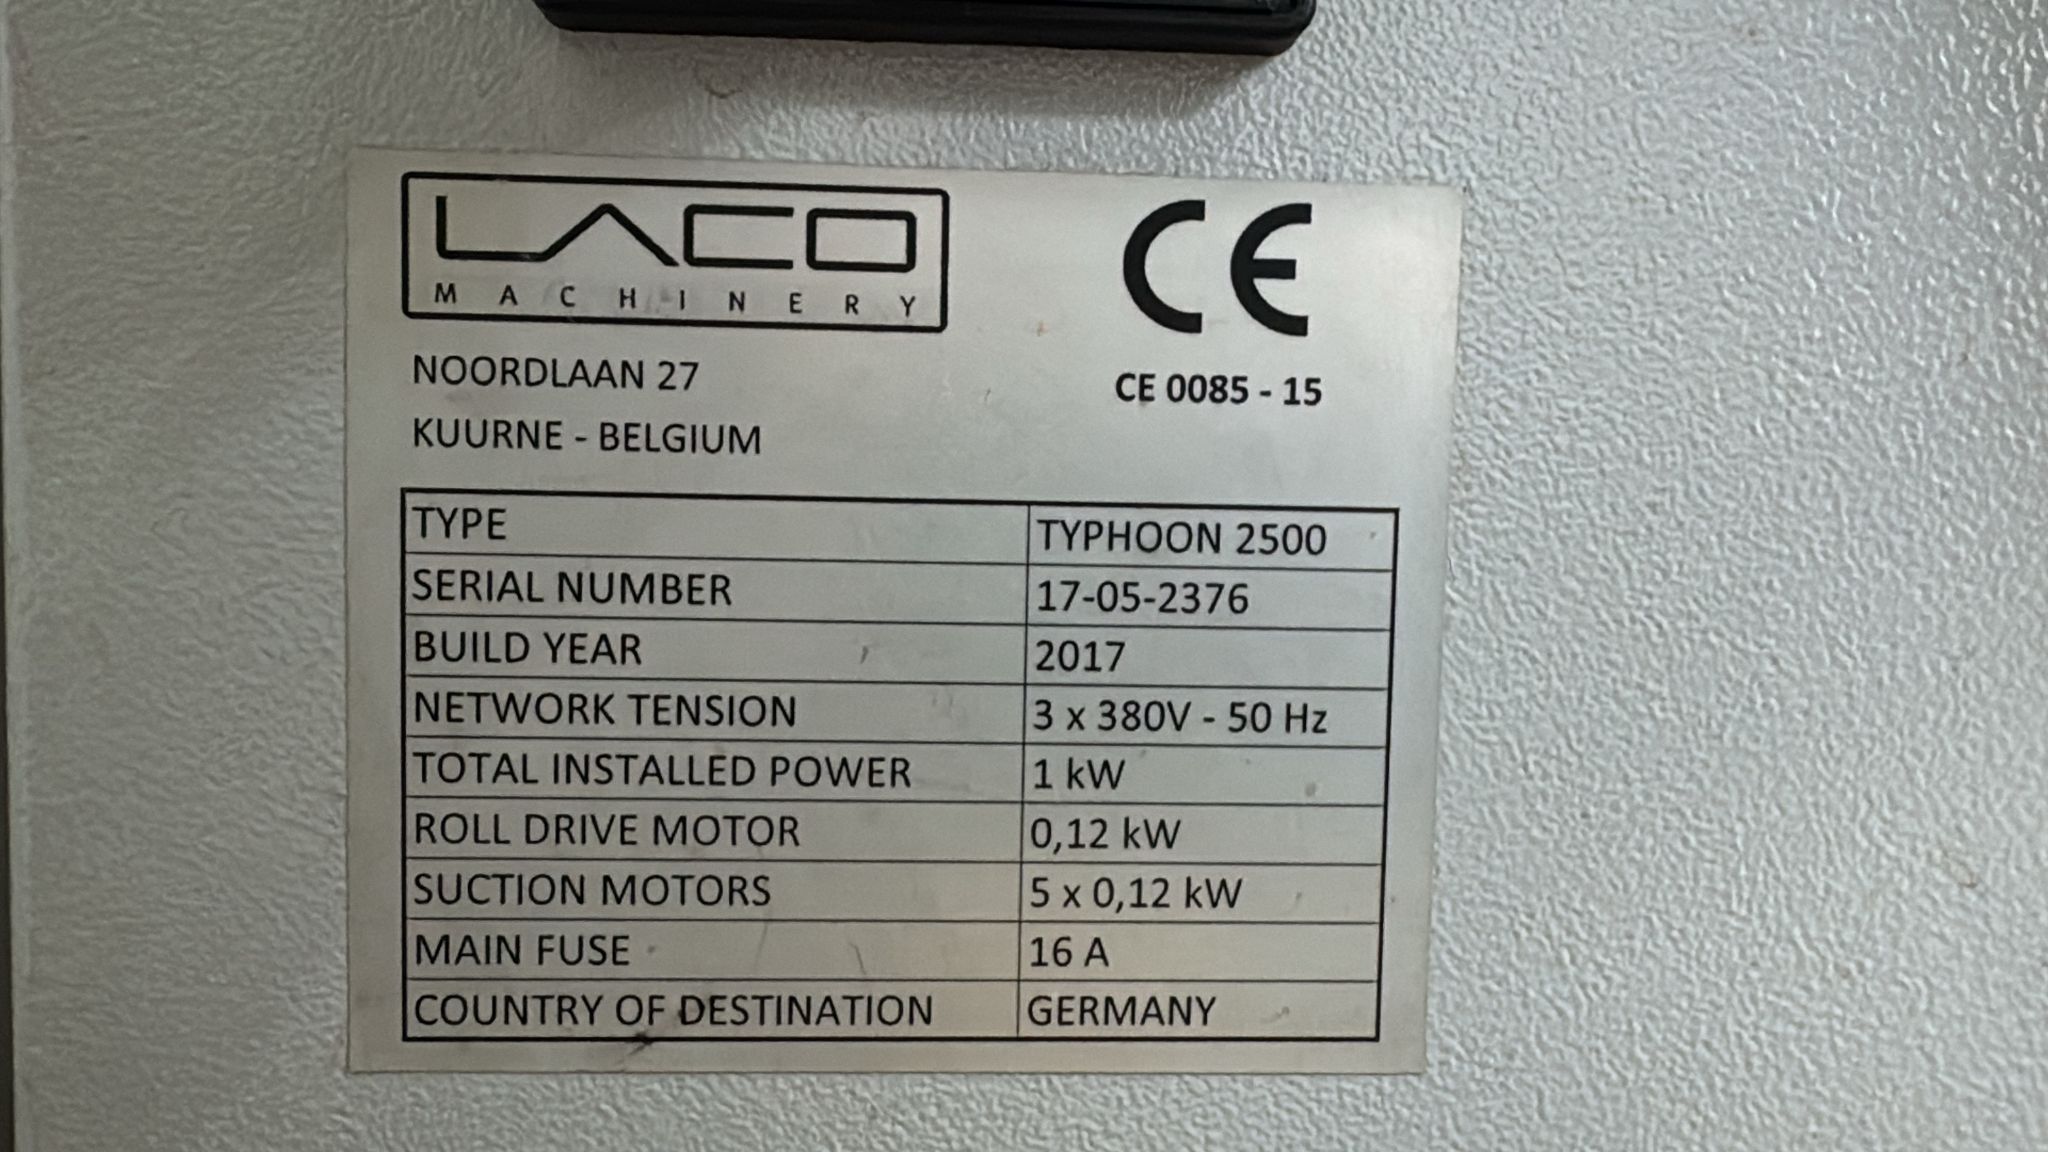 LACO
MACHINERY
CE
NOORDLAAN 27
KUURNE - BELGIUM
CE 0085 - 15
TYPE TYPHOON 2500
SERIAL NUMBER 17-05-2376
BUILD YEAR 2017
NETWORK TENSION 3 x 380V - 50 Hz
TOTAL INSTALLED POWER 1 kW
ROLL DRIVE MOTOR 0,12 kW
SUCTION MOTORS 5 x 0,12 kW
MAIN FUSE 16 A
COUNTRY OF DESTINATION GERMANY